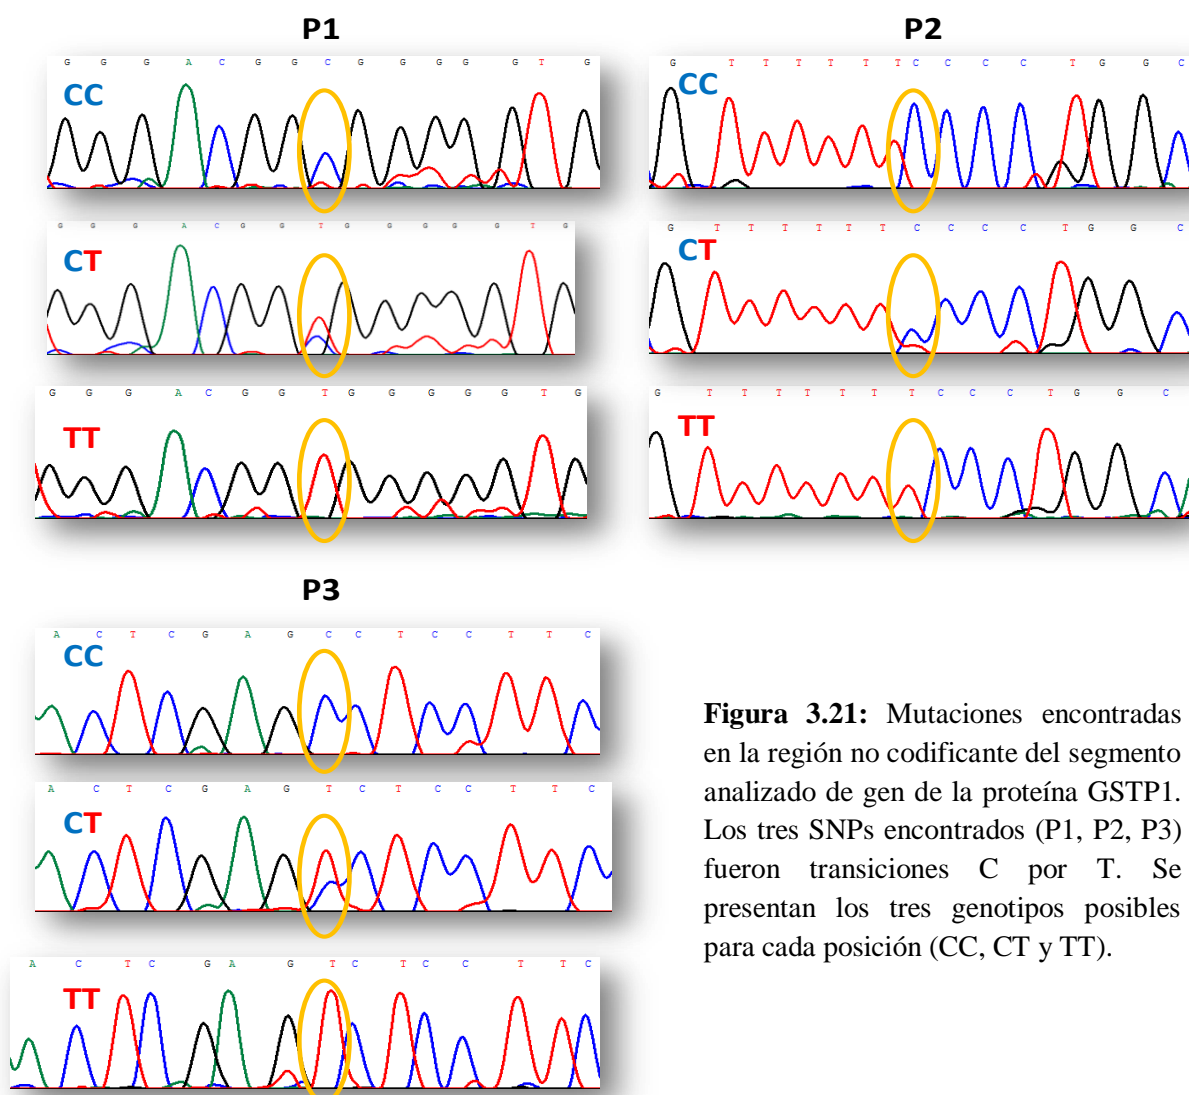 P1
G G G A C G G C G G G G G T G
CC
G G G A C G G T G G G G G T G
CT
G G G A C G G T G G G G G T G
TT
P2
G T T T T T C C C C T G G C
CC
G T T T T T T C C C C T G G C
CT
G T T T T T T T C C C T G G C
TT
P3
A C T C G A G C C T C C T T C
CC
A C T C G A G T C T C C T T C
CT
A C T C G A G T C T C C T T C
TT
Figura 3.21: Mutaciones encontradas
en la región no codificante del segmento
analizado de gen de la proteína GSTP1.
Los tres SNPs encontrados (P1, P2, P3)
fueron transiciones C por T. Se
presentan los tres genotipos posibles
para cada posición (CC, CT y TT).